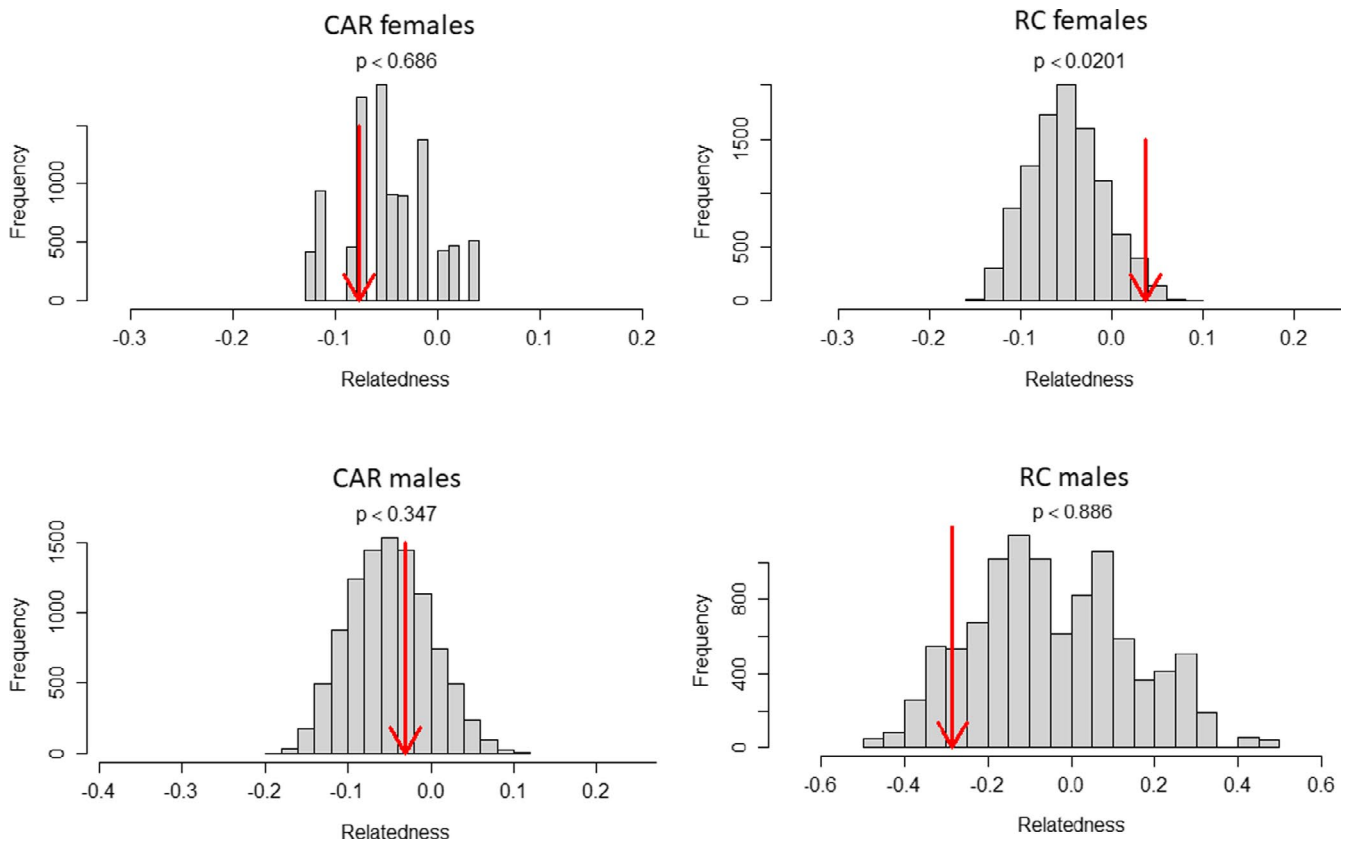 CAR females
p < 0.686
Frequency
1000
500
0
-0.3 -0.2 -0.1 0.0 0.1 0.2
Relatedness
RC females
p < 0.0201
Frequency
1500
500
0
-0.3 -0.1 0.0 0.1 0.2
Relatedness
CAR males
p < 0.347
Frequency
1500
1000
500
0
-0.4 -0.3 -0.2 -0.1 0.0 0.2
Relatedness
RC males
p < 0.886
Frequency
800
400
0
-0.6 -0.4 -0.2 0.0 0.2 0.4 0.6
Relatedness